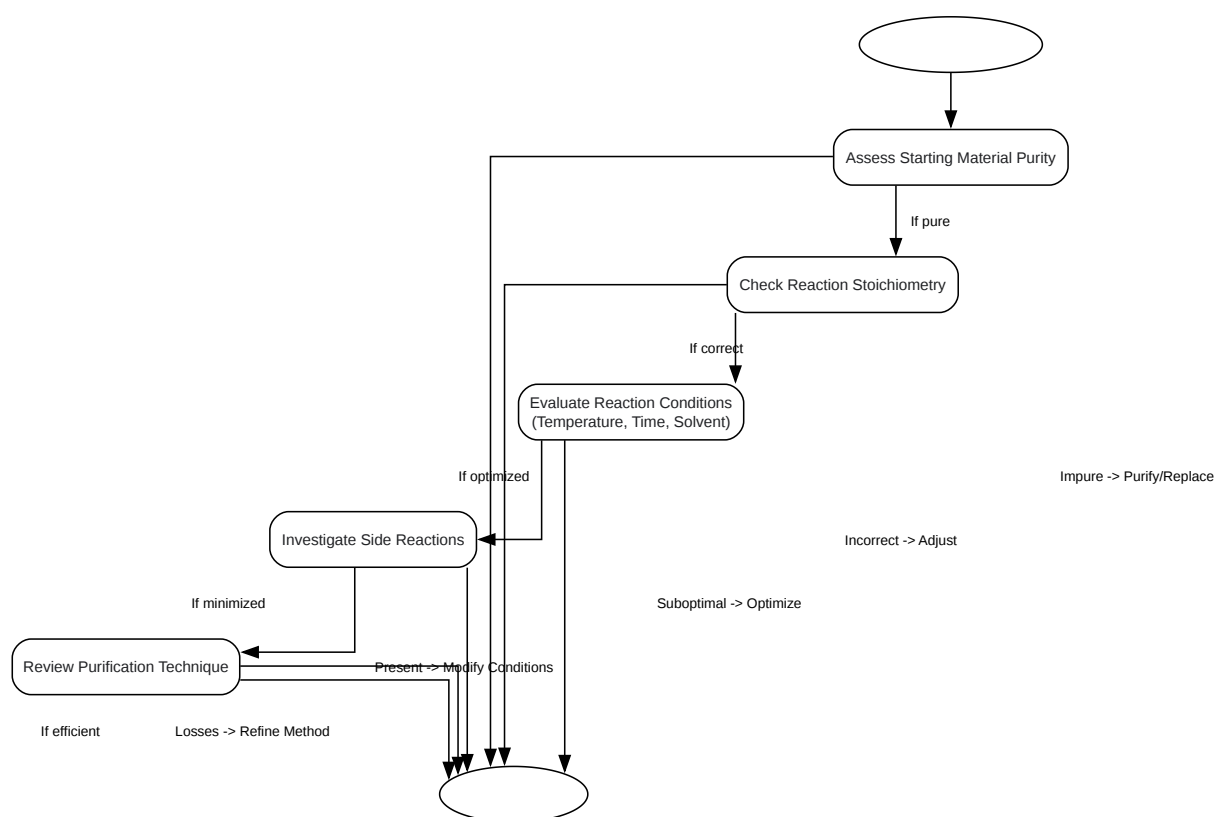 Assess Starting Material Purity
If pure
Check Reaction Stoichiometry
If correct
Evaluate Reaction Conditions
(Temperature, Time, Solvent)
If optimized
Impure -> Purify/Replace
Investigate Side Reactions
Incorrect -> Adjust
If minimized
Suboptimal -> Optimize
Review Purification Technique
Present -> Modify Conditions
If efficient
Losses -> Refine Method